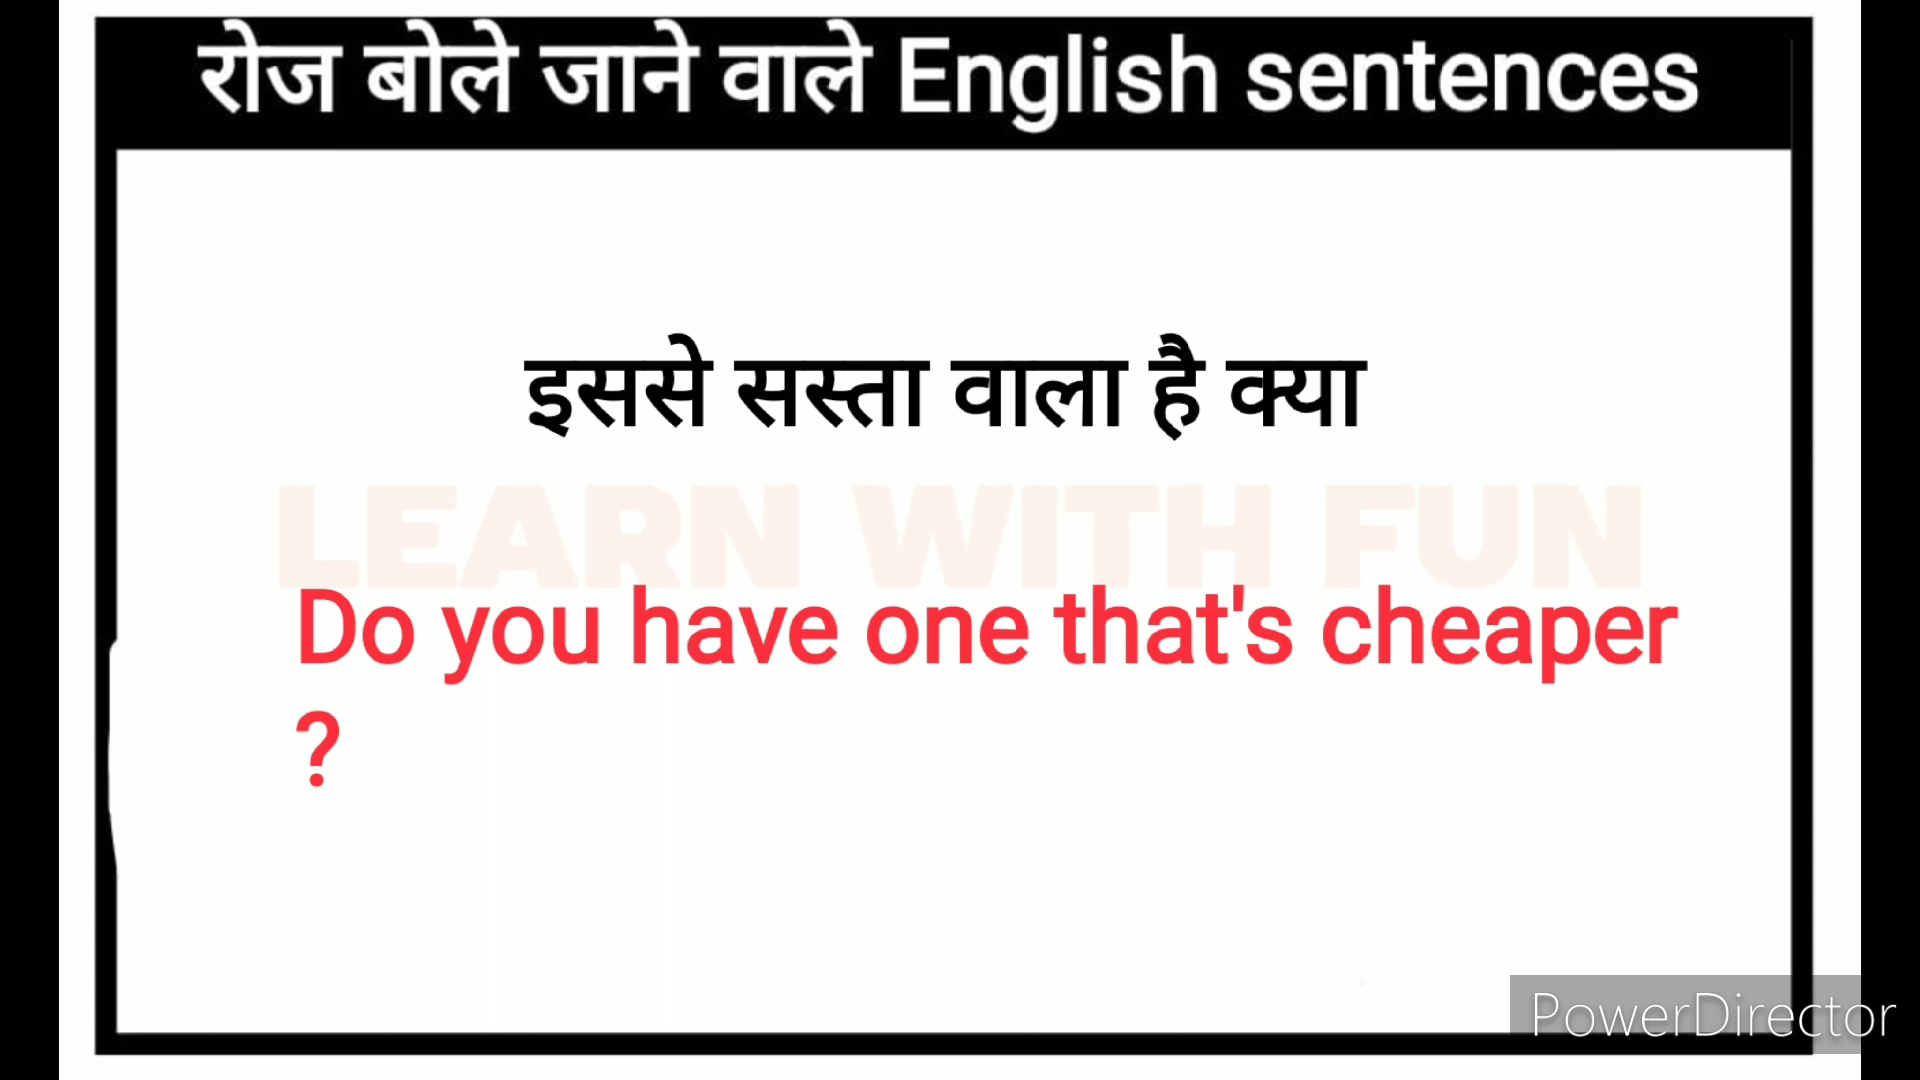 रोज बोले जाने वाले English sentences
इससे सस्ता वाला है क्या
LEARN WITH FUN
Do you have one that's cheaper
?
PowerDirector